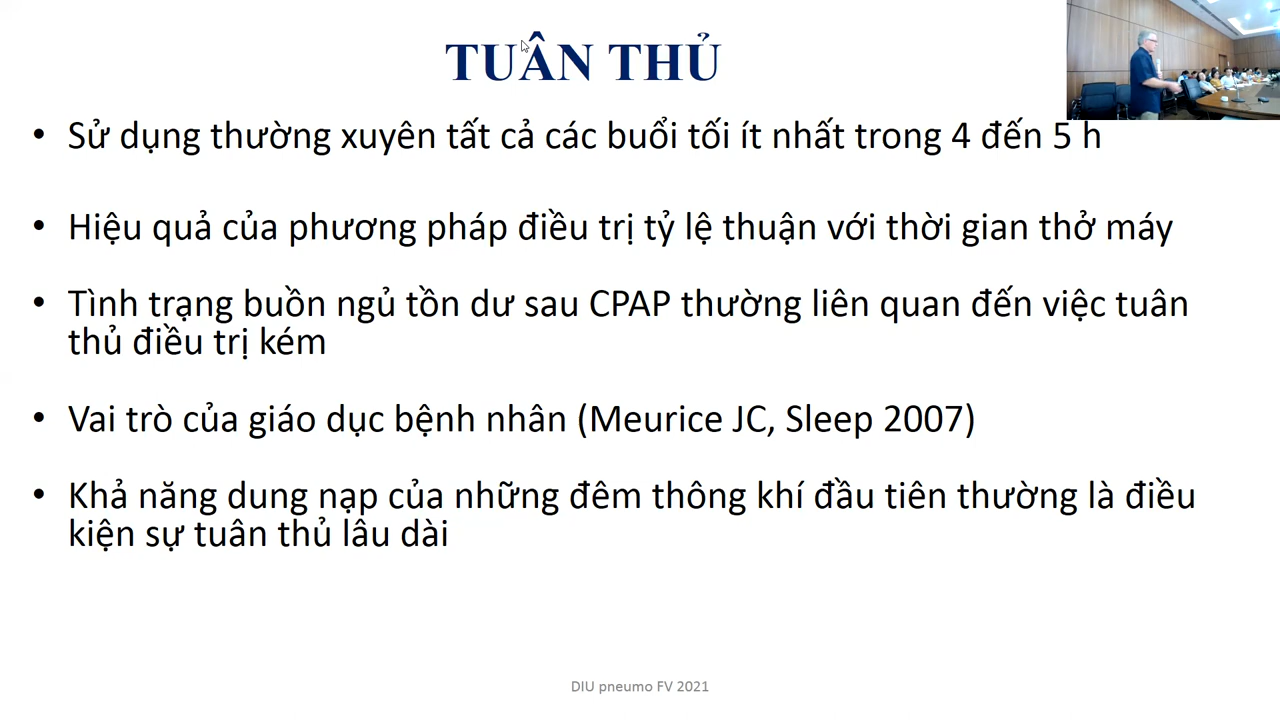 TUÂN THỦ
• Sử dụng thường xuyên tất cả các buổi tối ít nhất trong 4 đến 5 h
• Hiệu quả của phương pháp điều trị tỷ lệ thuận với thời gian thở máy
• Tình trạng buồn ngủ tồn dư sau CPAP thường liên quan đến việc tuân
thủ điều trị kém
• Vai trò của giáo dục bệnh nhân (Meurice JC, Sleep 2007)
• Khả năng dung nạp của những đêm thông khí đầu tiên thường là điều
kiện sự tuân thủ lâu dài
DIU pneumo FV 2021